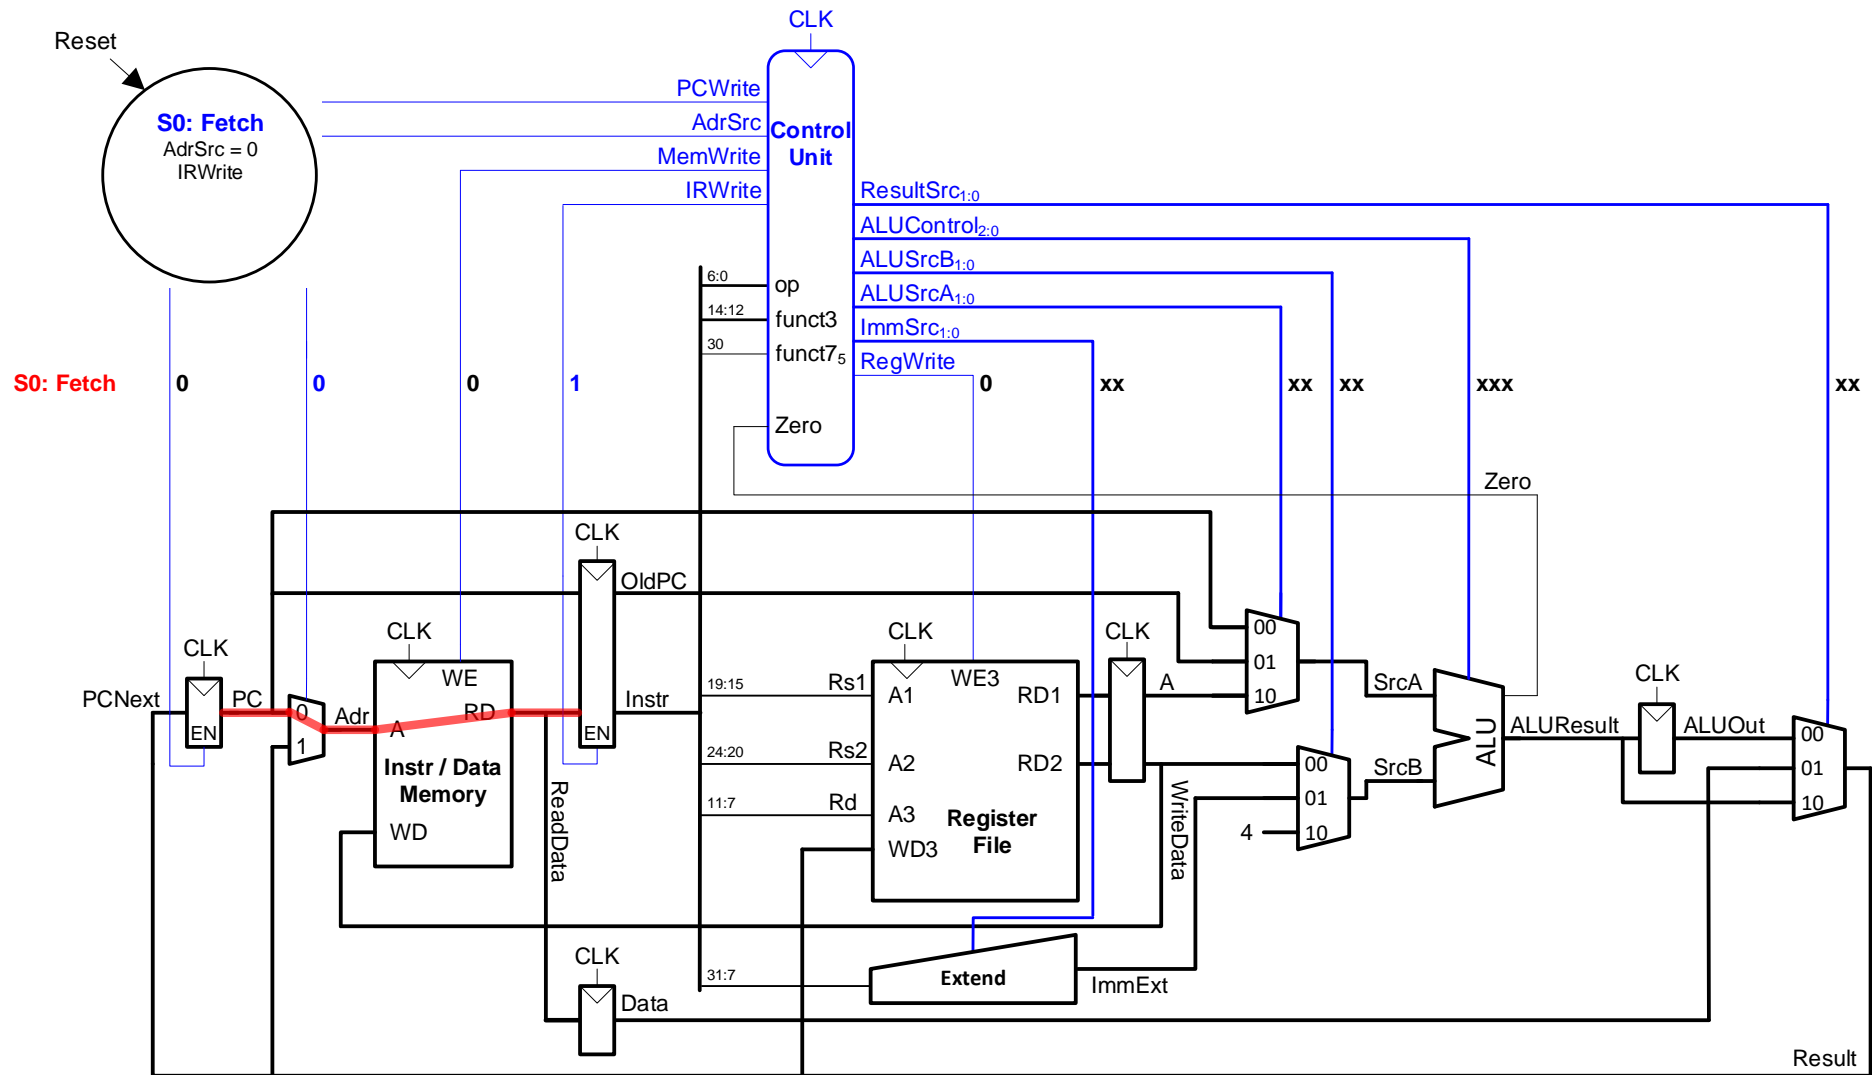 CLK
Reset
S0: Fetch
AdrSrc = 0
IRWrite
PCWrite
AdrSrc
MemWrite
IRWrite
Control
Unit
ResultSrc1:0
ALUControl2:0
ALUSrcB1:0
ALUSrcA1:0
ImmSrc1:0
RegWrite
6:0
op
14:12
funct3
30
funct75
Zero
S0: Fetch
0
0
0
1
0
xx
xx
xx
xxx
xx
Zero
CLK
OldPC
CLK
PCNext
EN
PC
0
1
Adr
CLK
WE
A
RD
Instr / Data
Memory
WD
ReadData
EN
Instr
19:15
Rs1
24:20
Rs2
11:7
Rd
CLK
WE3
A1
RD1
A2
RD2
A3
WD3
Register
File
CLK
A
WriteData
00
01
10
SrcA
00
01
4
10
SrcB
ALU
ALUResult
CLK
ALUOut
00
01
10
31:7
Extend
ImmExt
CLK
Data
Result